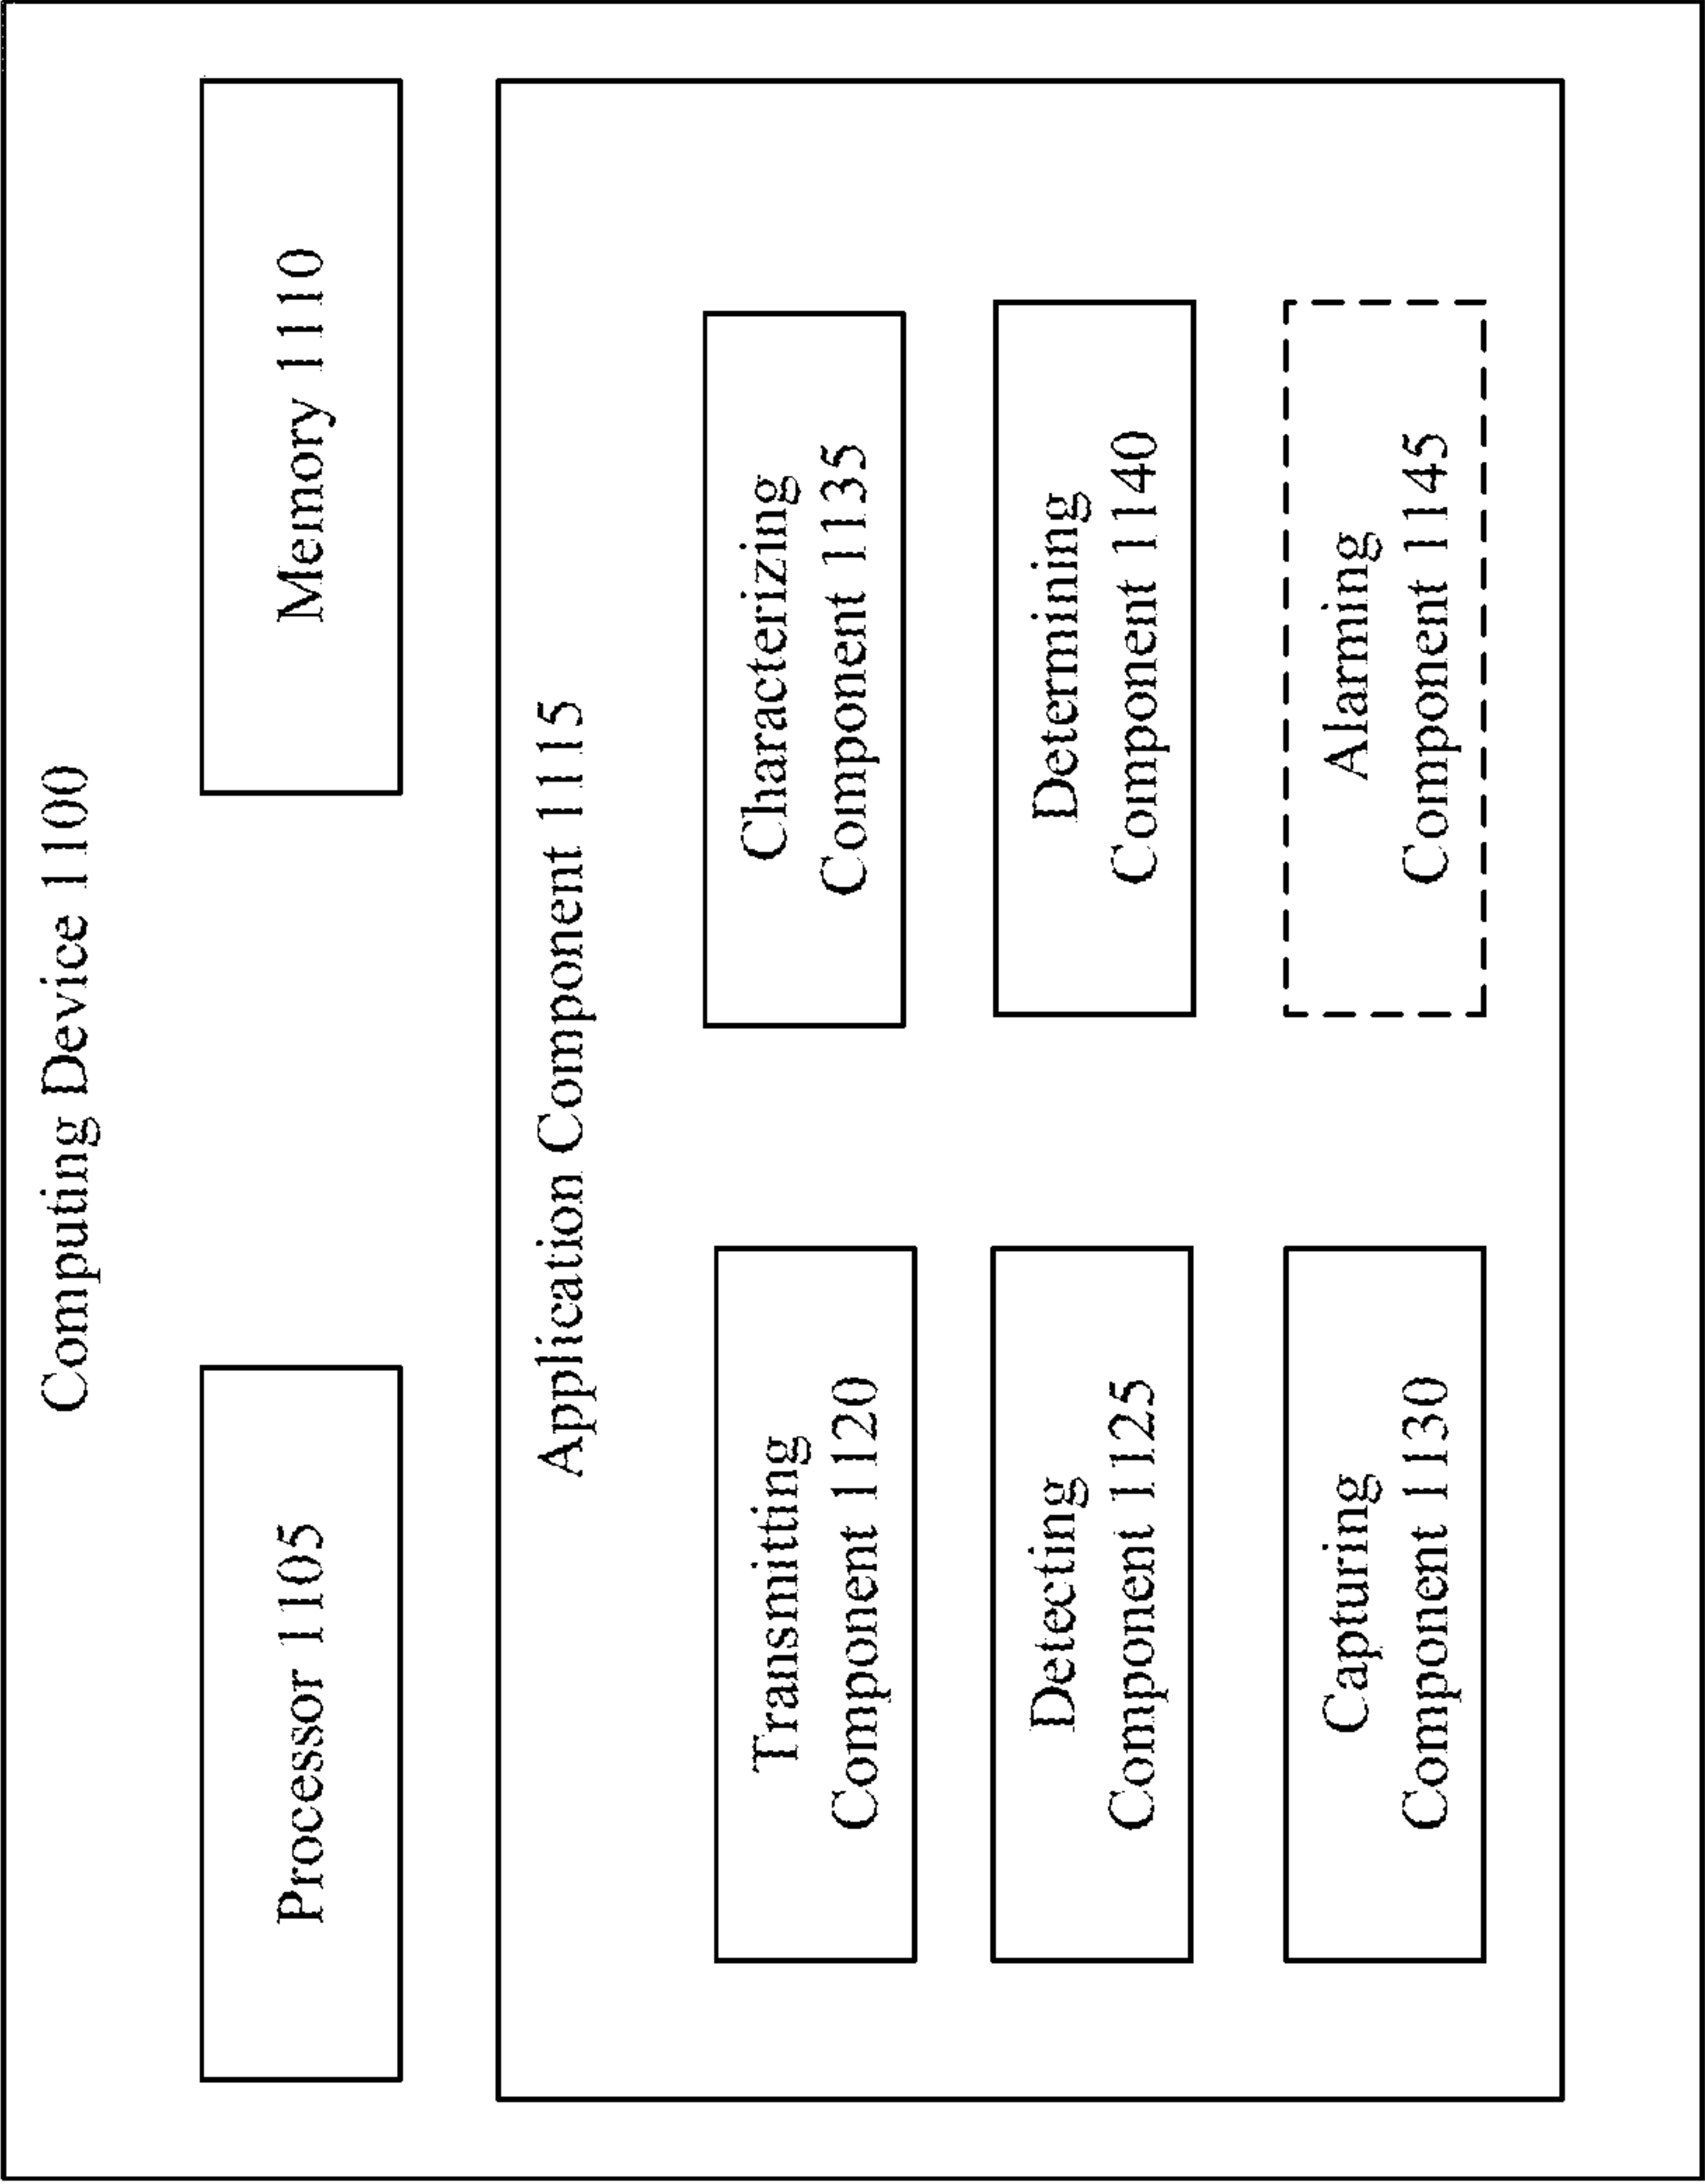 Computing Device 1100
Processor 1105
Memory 1110
Application Component 1115
Transmitting
Component 1120
Characterizing
Component 1135
Detecting
Component 1125
Determining
Component 1140
Capturing
Component 1130
Alarming
Component 1145